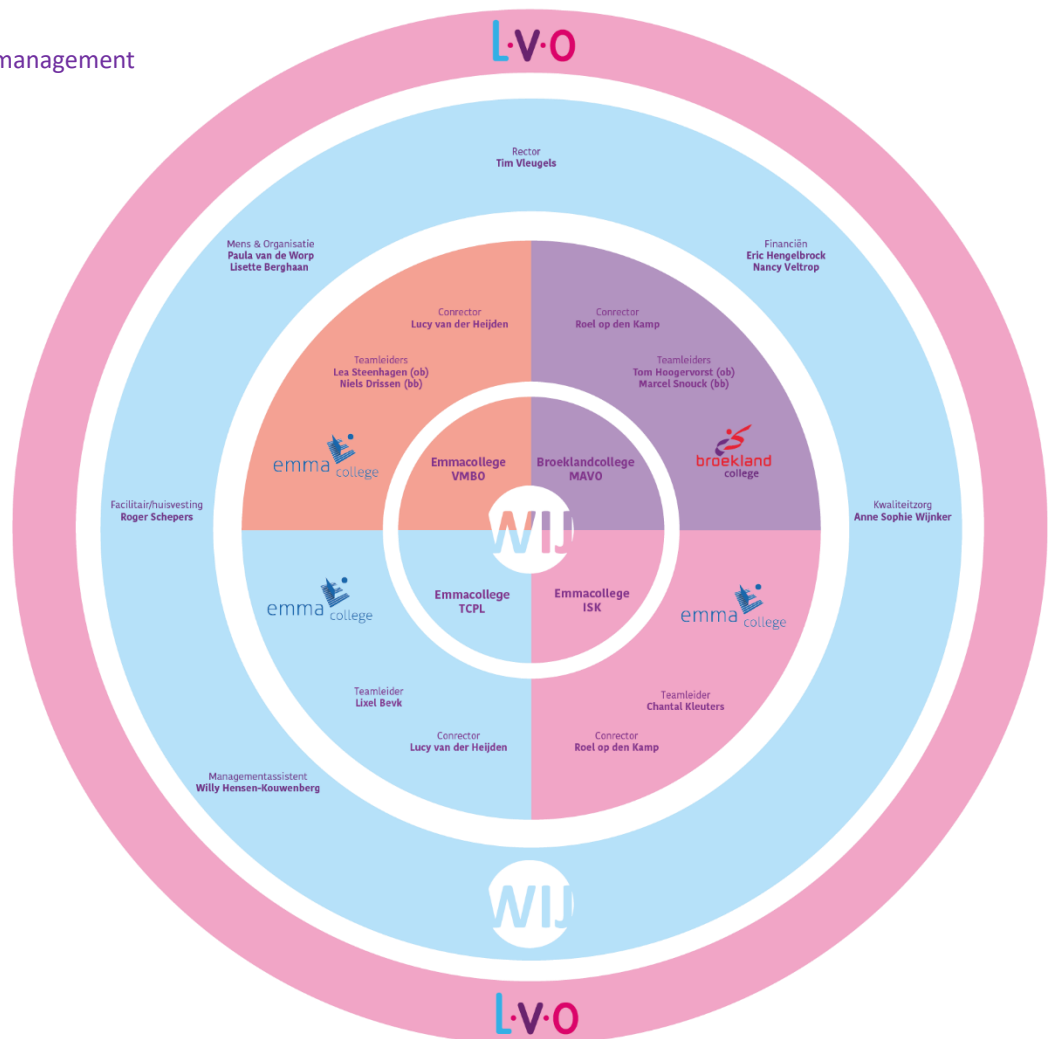 management
L·V·O
Rector
Tim Vleugels
Mens & Organisatie
Paula van de Worp
Lisette Berghaan
Financiën
Eric Hengelbrock
Nancy Veltrop
Conrector
Lucy van der Heijden
Conrector
Roel op den Kamp
Teamleiders
Lea Steenhagen (ob)
Niels Drissen (bb)
Teamleiders
Tom Hoogervorst (ob)
Marcel Snouck (bb)
emma college
Emmacollege
VMBO
Broeklandcollege
MAVO
broekland
college
Facilitair/huisvesting
Roger Schepers
Kwaliteitzorg
Anne Sophie Wijnker
WIJ
emma college
Emmacollege
TCPL
Emmacollege
ISK
emma college
Teamleider
Lixel Bevk
Teamleider
Chantal Kleuters
Conrector
Lucy van der Heijden
Conrector
Roel op den Kamp
Managementassistent
Willy Hensen-Kouwenberg
WIJ
L·V·O